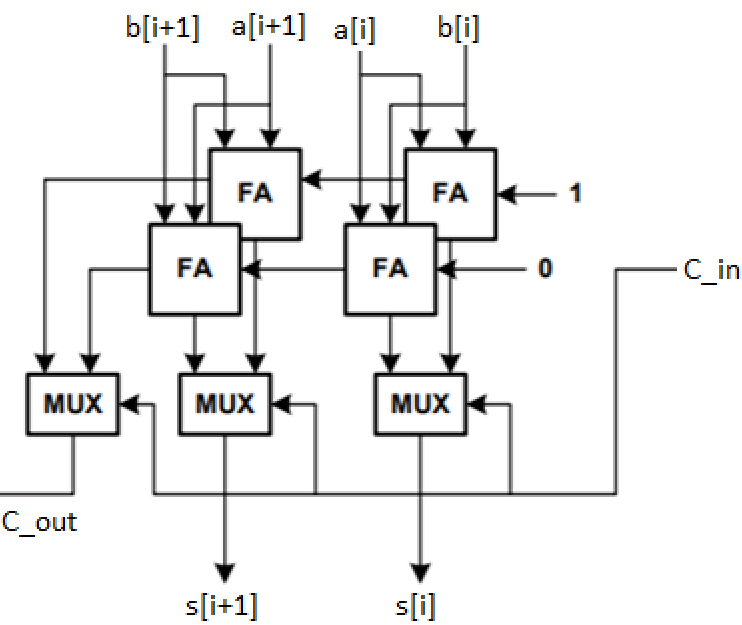 b[i+1] a[i+1] a[i] b[i]
FA FA 1
FA FA 0 C_in
MUX MUX MUX
C_out
s[i+1] s[i]